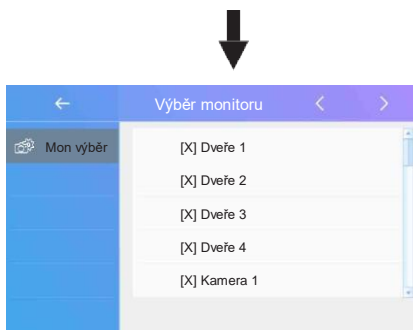 Výběr monitoru
Mon výběr
[X] Dveře 1
[X] Dveře 2
[X] Dveře 3
[X] Dveře 4
[X] Kamera 1